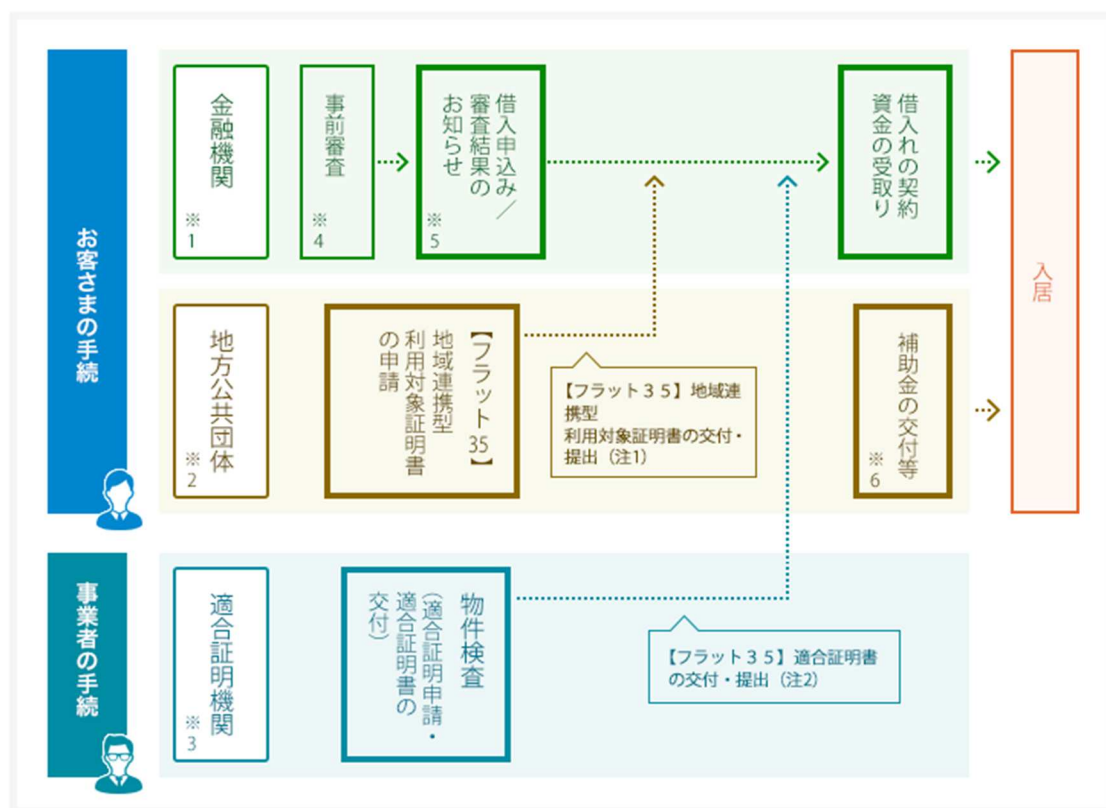 お客さまの手続
金融機関
※1
事前審査
※4
借入申込み／
審査結果の
お知らせ
※5
借入れの契約
資金の受取り
地方公共団体
※2
【フラット35】
地域連携型
利用対象証明書
の申請
【フラット３５】地域連
携型
利用対象証明書の交付・
提出（注1）
補助金の交付等
※6
入居
事業者の手続
適合証明機関
※3
物件検査
（適合証明申請・
適合証明書の
交付）
【フラット３５】適合証明書
の交付・提出（注2）